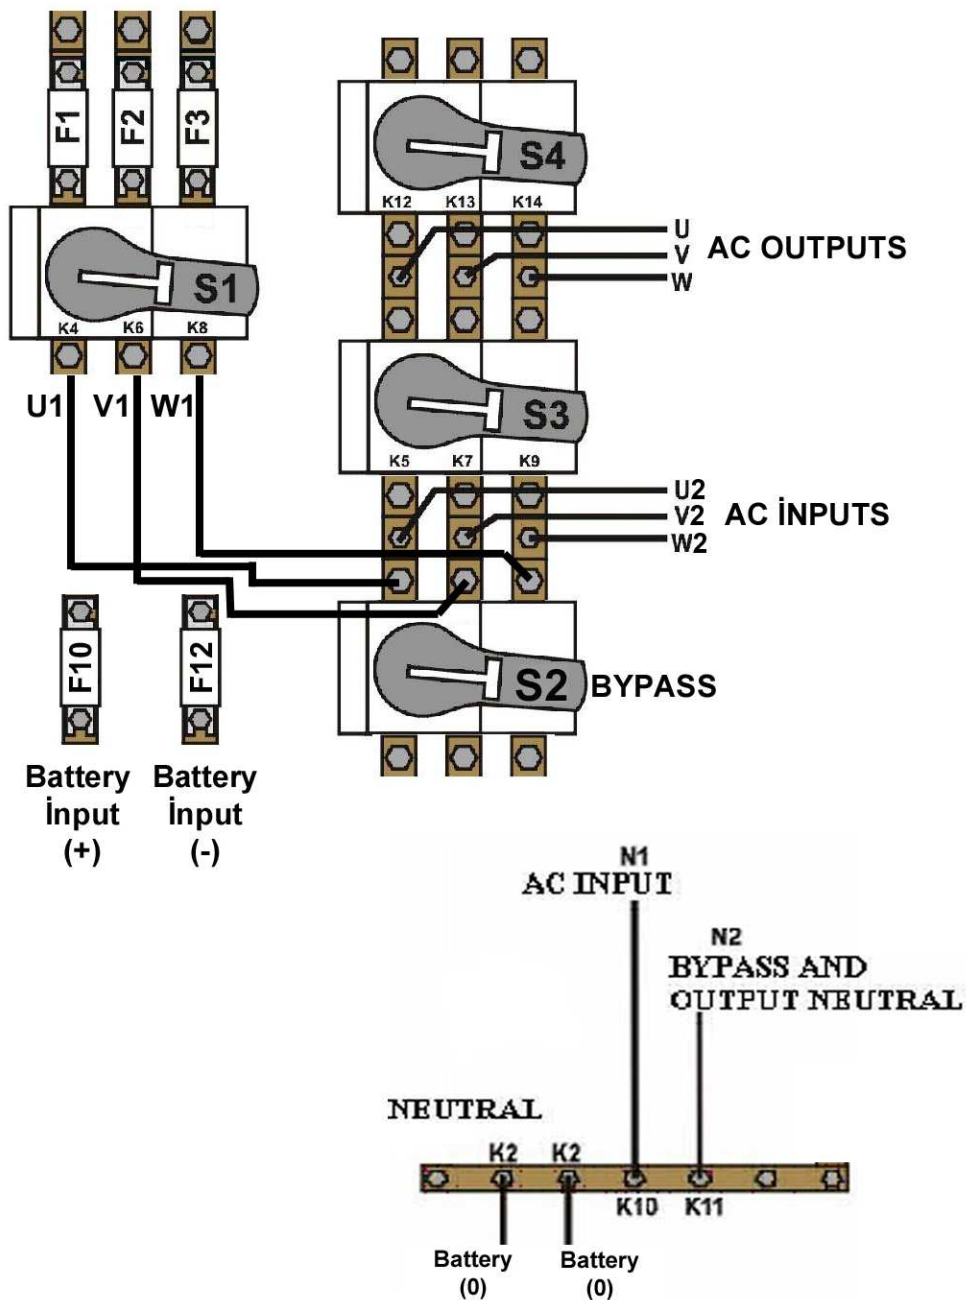 F1
F2
F3
S4
K12 K13 K14
U
V
W
AC OUTPUTS
S1
K4 K6 K8
U1 V1 W1
S3
K5 K7 K9
U2
V2
W2
AC İNPUTS
F10
F12
S2
BYPASS
Battery
İnput
(+)
Battery
İnput
(-)
N1
AC INPUT
N2
BYPASS AND
OUTPUT NEUTRAL
NEUTRAL
K2 K2
K10 K11
Battery
(0)
Battery
(0)